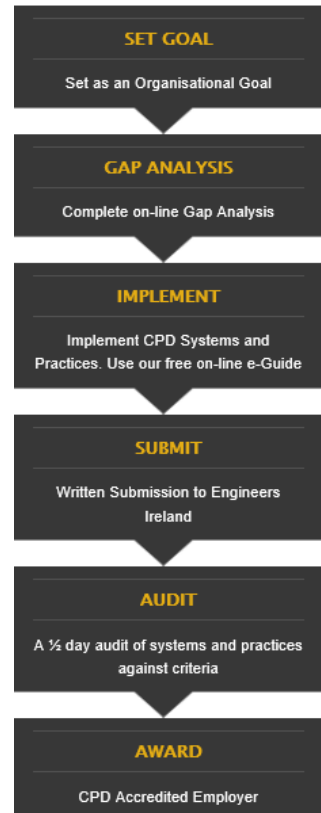 SET GOAL
Set as an Organisational Goal
GAP ANALYSIS
Complete on-line Gap Analysis
IMPLEMENT
Implement CPD Systems and
Practices. Use our free on-line e-Guide
SUBMIT
Written Submission to Engineers
Ireland
AUDIT
A ½ day audit of systems and practices
against criteria
AWARD
CPD Accredited Employer